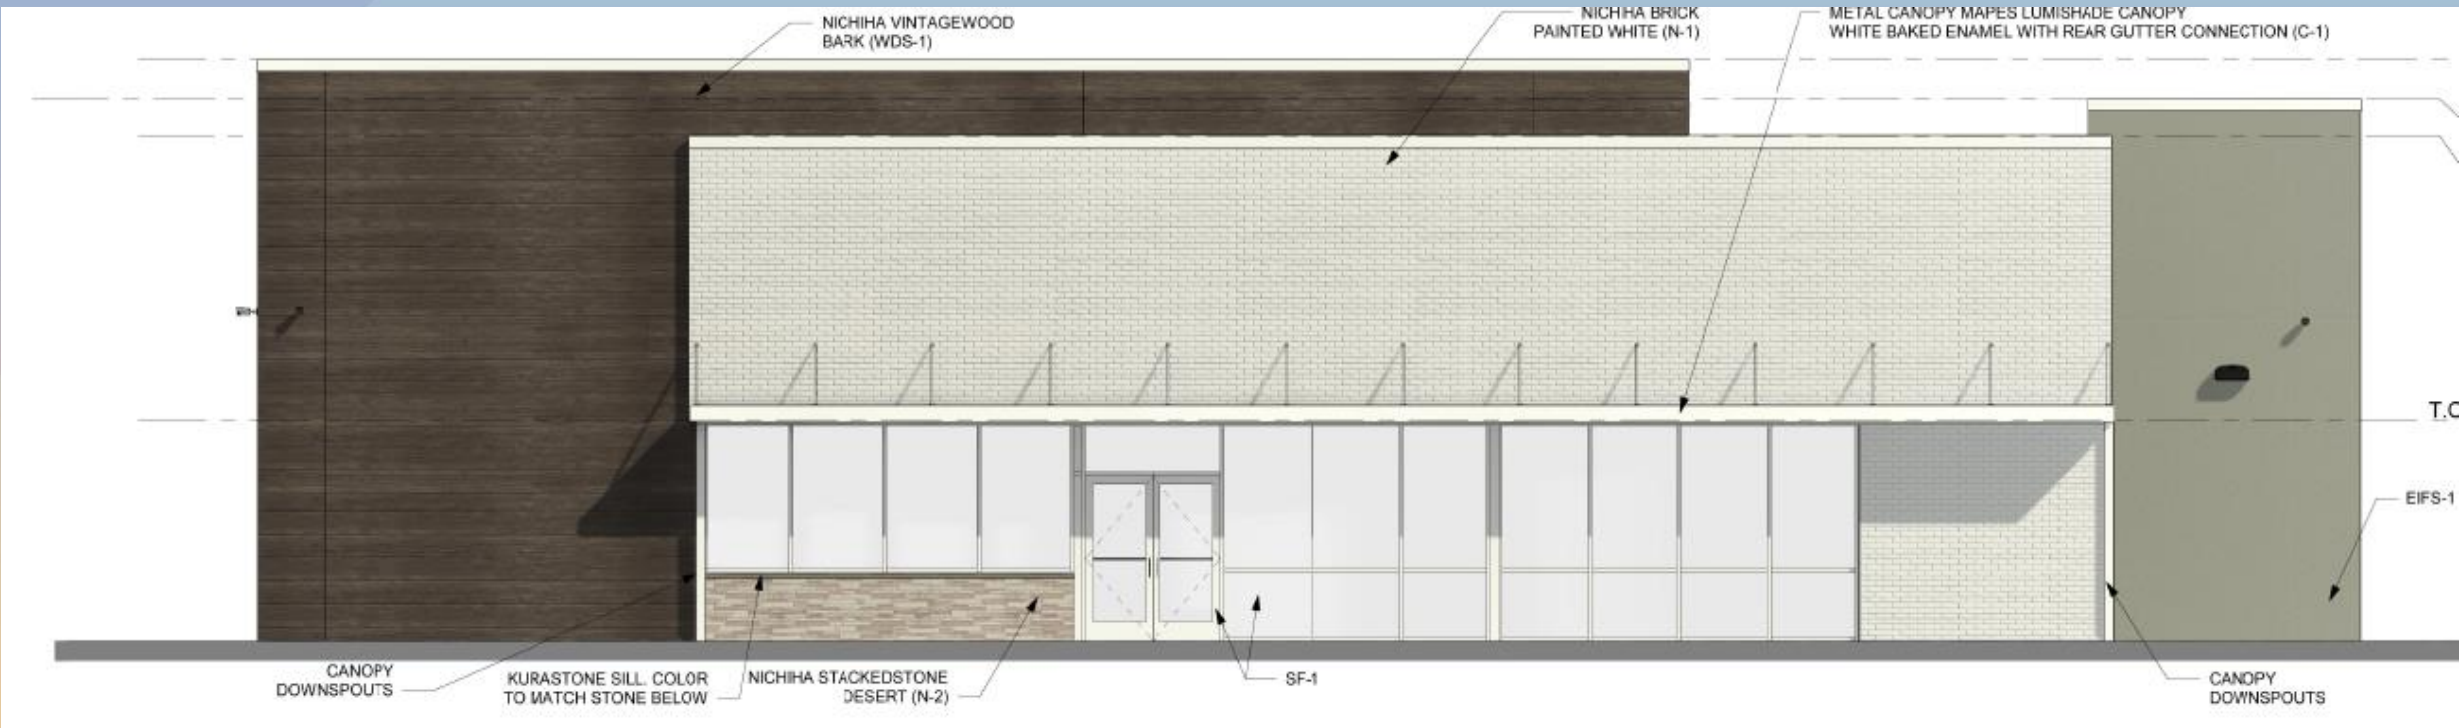 NICHIHA VINTAGEWOOD
BARK (WDS-1)
NICHIHA BRICK
PAINTED WHITE (N-1)
METAL CANOPY MAPES LUMISHADE CANOPY
WHITE BAKED ENAMEL WITH REAR GUTTER CONNECTION (C-1)
T.O
EIFS-1
CANOPY
DOWNSPOUTS
KURASTONE SILL. COLOR
TO MATCH STONE BELOW
NICHIHA STACKEDSTONE
DESERT (N-2)
SF-1
CANOPY
DOWNSPOUTS